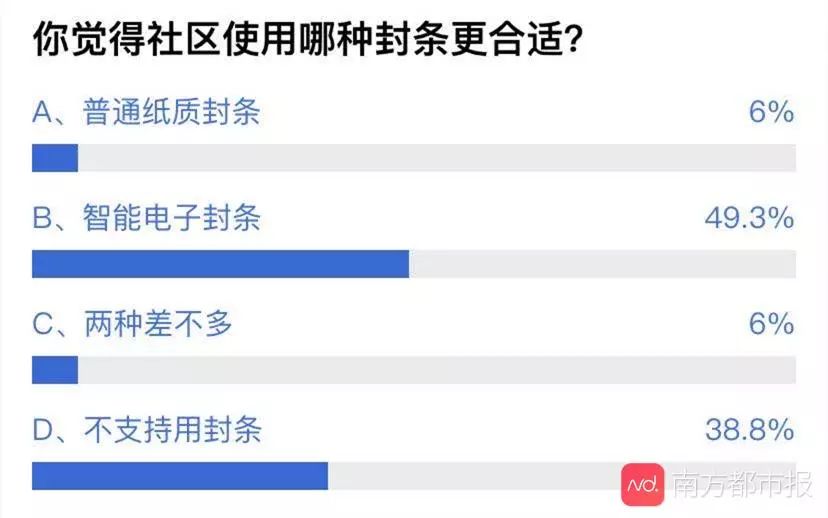 你觉得社区使用哪种封条更合适?
A、普通纸质封条 6%
B、智能电子封条 49.3%
C、两种差不多 6%
D、不支持用封条 38.8%
Nd. 南方都市报